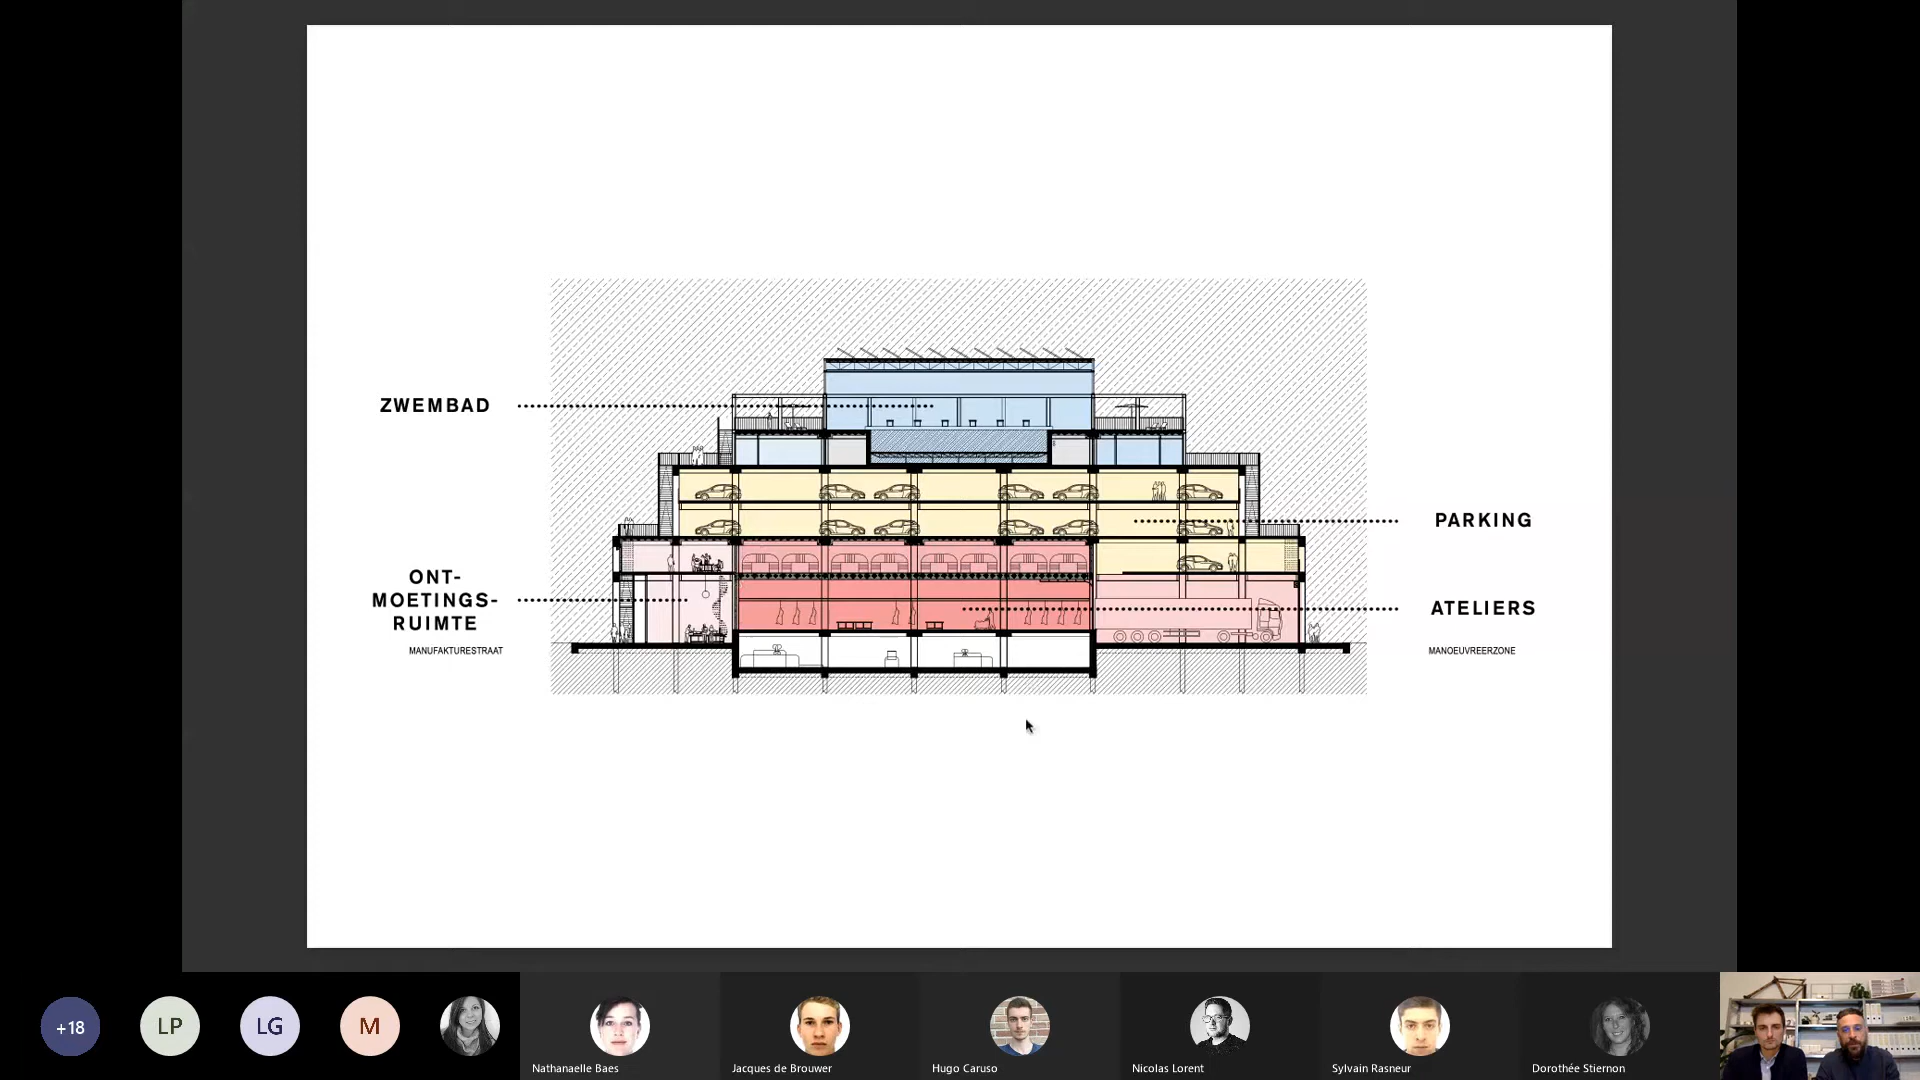 ZWEMBAD
PARKING
ONT-
MOETINGS-
RUIMTE
ATELIERS
MANUFAKTURESTRAAT
MANOEUVREERZONE
+18
LP
LG
M
Nathanaelle Baes
Jacques de Brouwer
Hugo Caruso
Nicolas Lorent
Sylvain Rasneur
Dorothée Stiernon